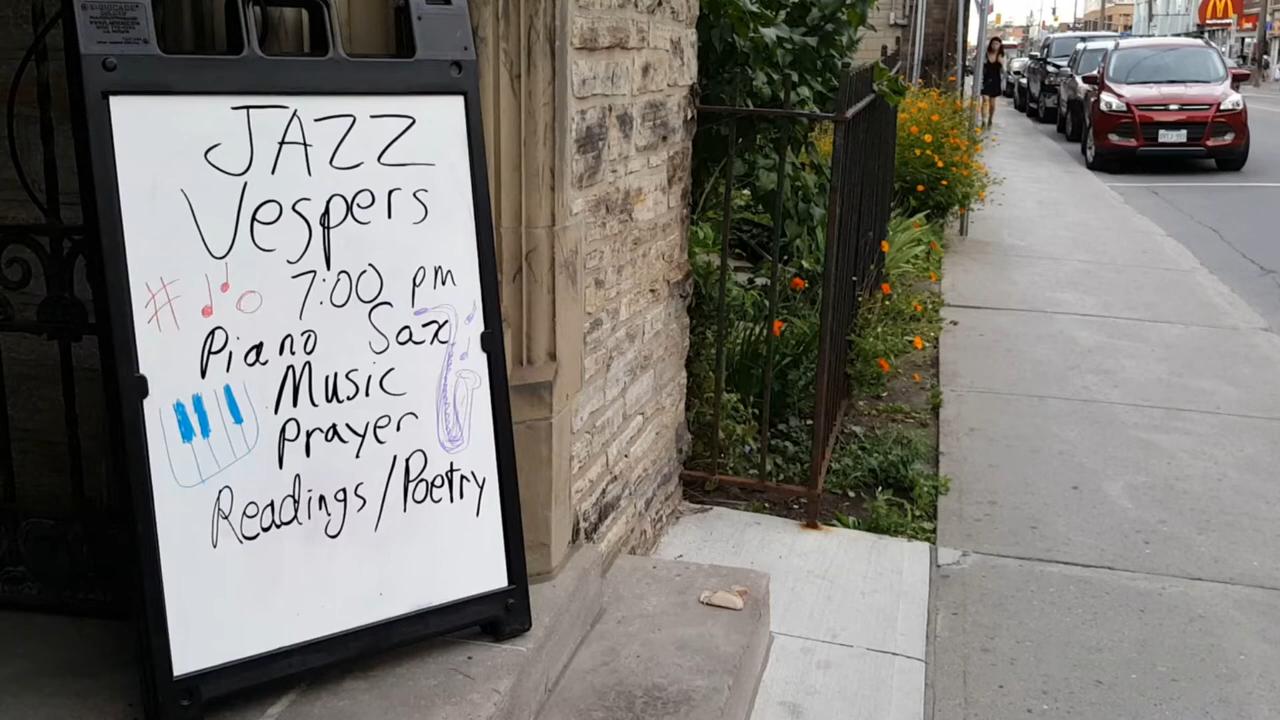 JAZZ
Vespers
7:00 pm
Piano Sax
Music
Prayer
Readings/Poetry